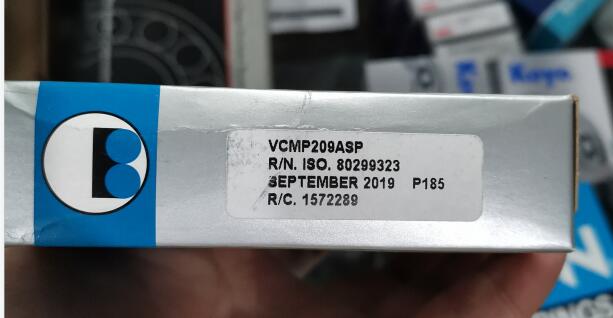 VCMP209ASP
R/N. ISO. 80299323
SEPTEMBER 2019 P185
R/C. 1572289
Koyo